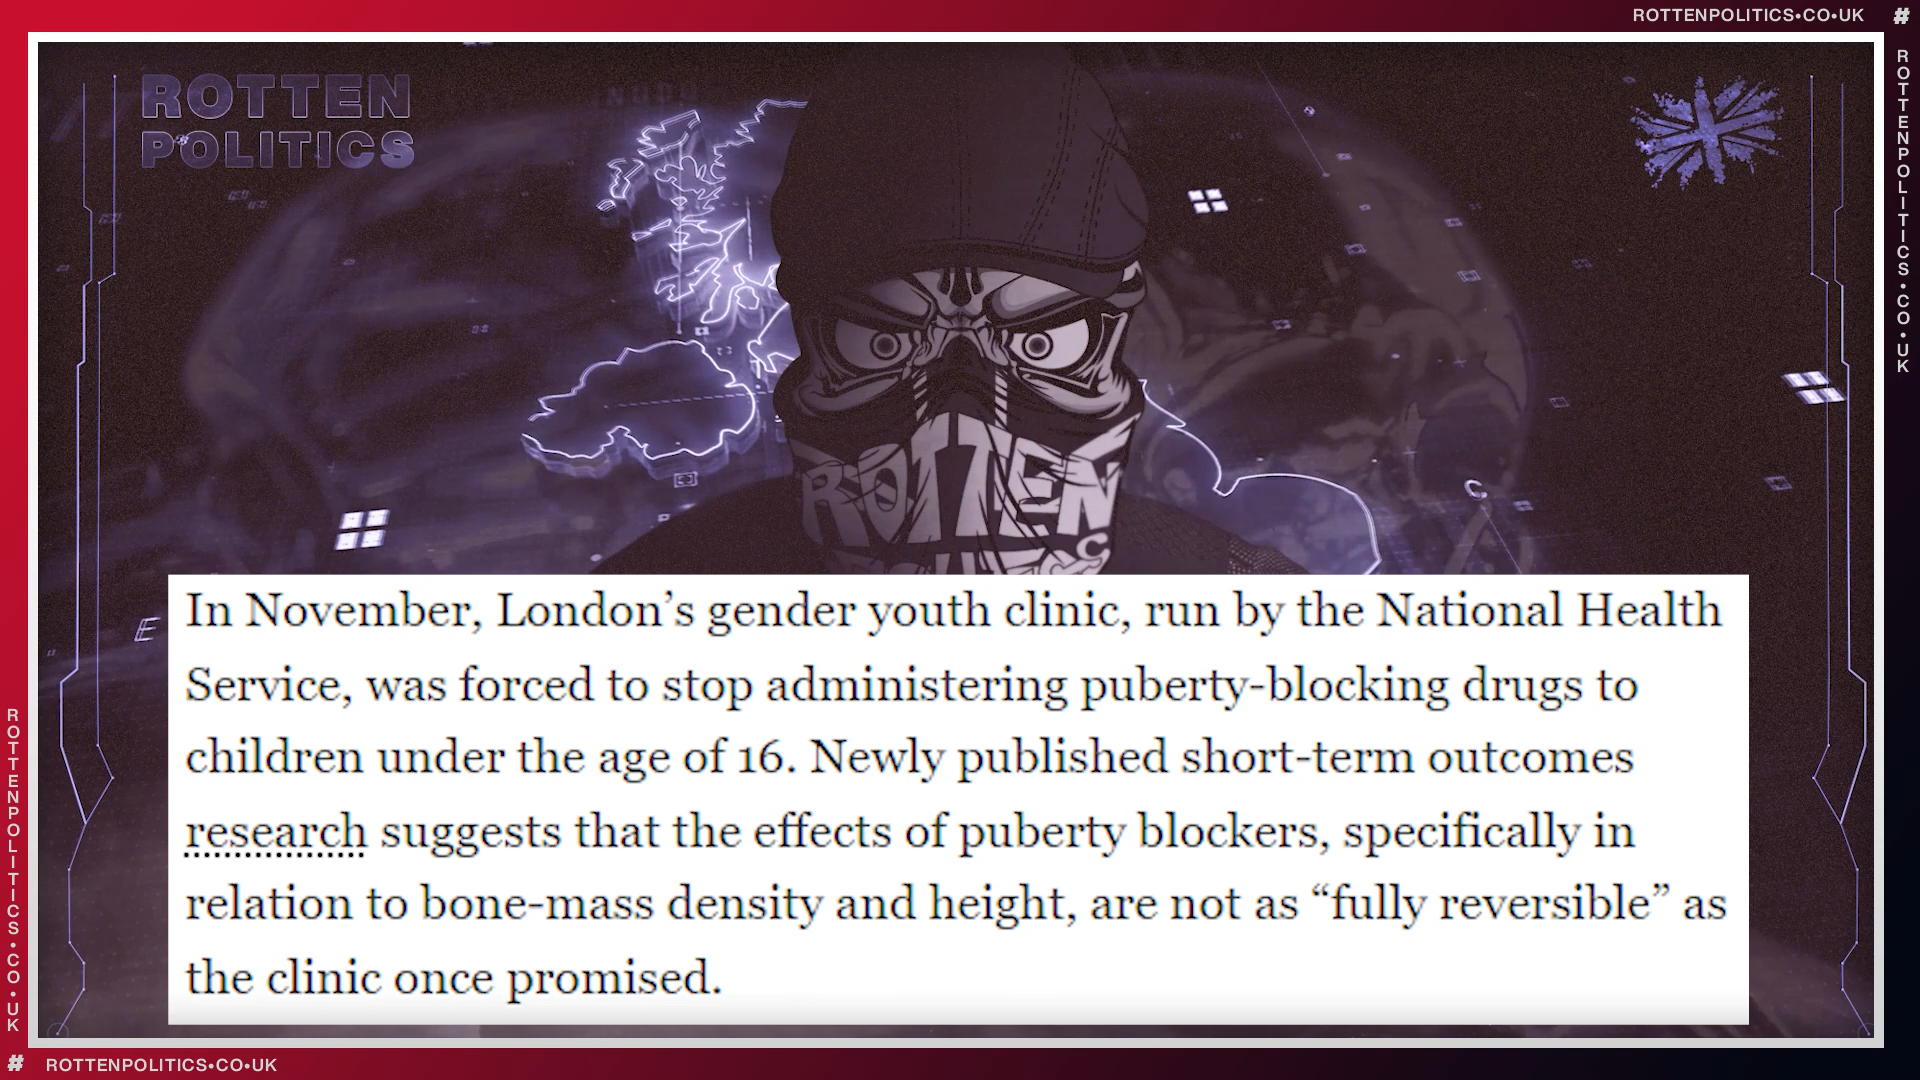 ROTTENPOLITICS•CO•UK #
ROTTENPOLITICS•CO•UK
ROTTEN
POLITICS
ROTTEN
E
C
In November, London’s gender youth clinic, run by the National Health
Service, was forced to stop administering puberty-blocking drugs to
children under the age of 16. Newly published short-term outcomes
research suggests that the effects of puberty blockers, specifically in
relation to bone-mass density and height, are not as “fully reversible” as
the clinic once promised.
ROTTENPOLITICS•CO•UK
# ROTTENPOLITICS•CO•UK